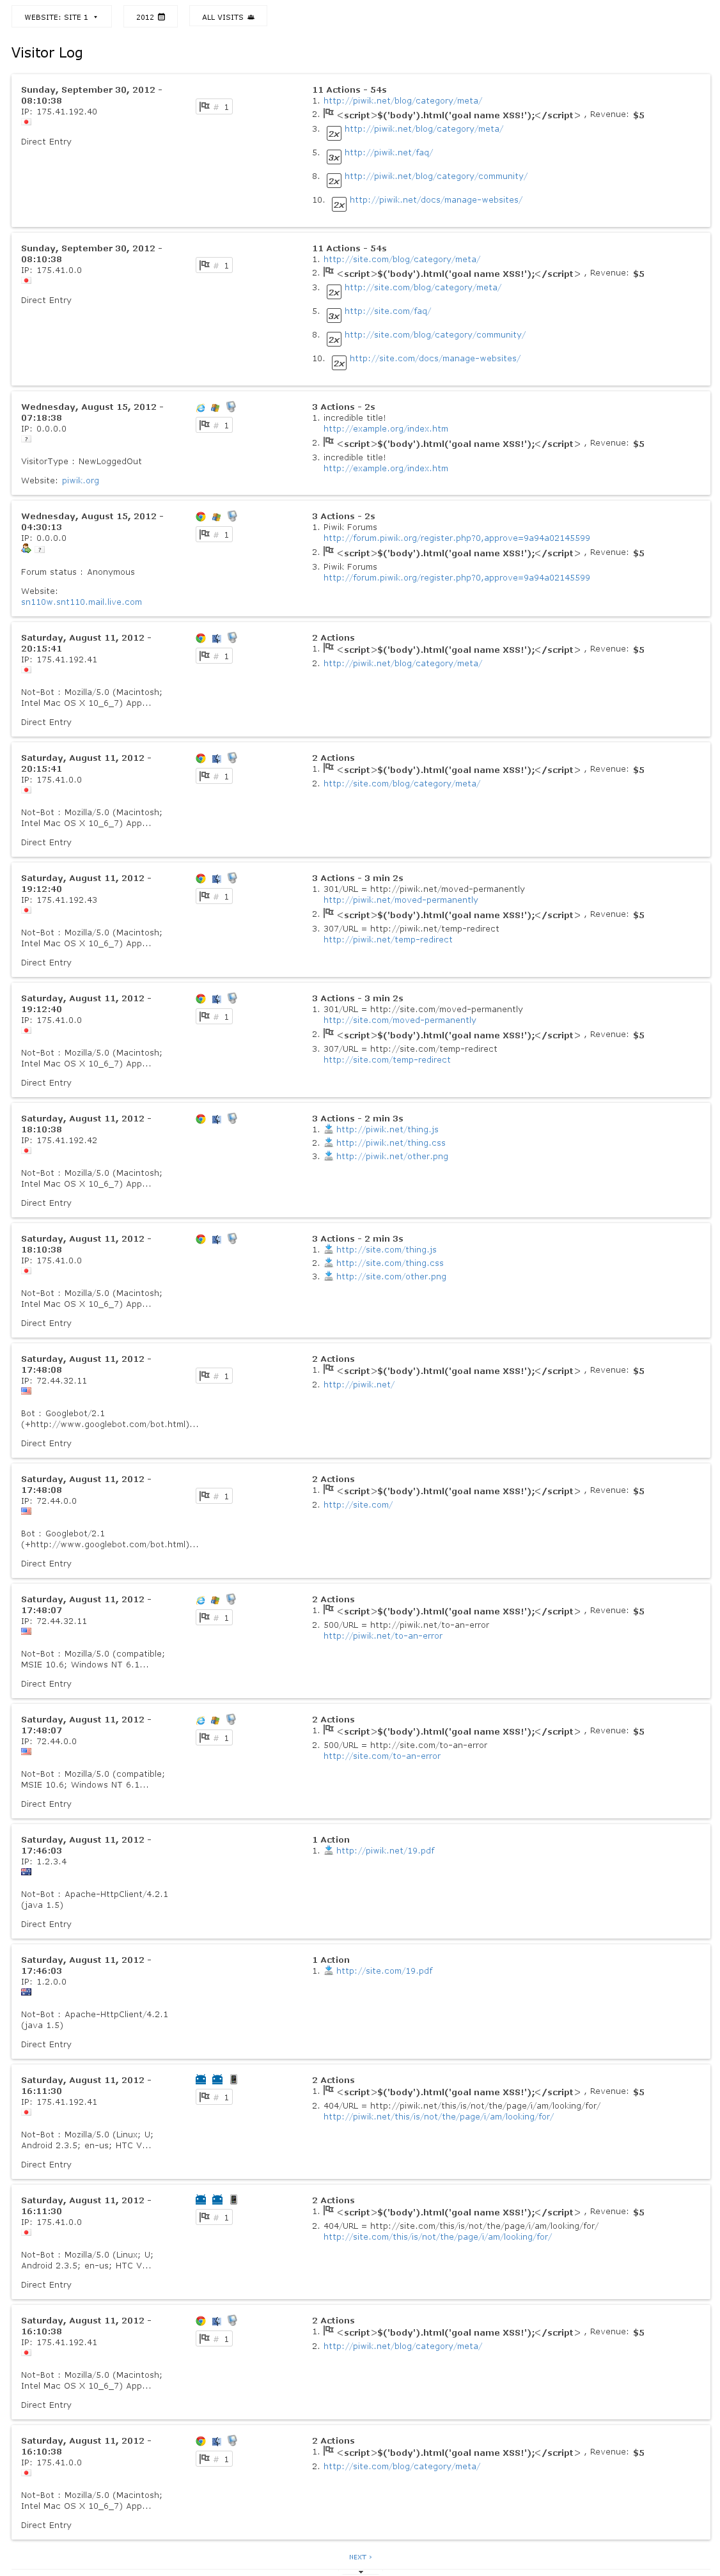 WEBSITE: SITE 1
2012
ALL VISITS
Visitor Log
Sunday, September 30, 2012 -
08:10:38
IP: 175.41.192.40
Direct Entry
# 1
11 Actions - 54s
1. http://piwik.net/blog/category/meta/
2. <script>$('body').html('goal name XSS!');</script> , Revenue: $5
3. 2x http://piwik.net/blog/category/meta/
5. 3x http://piwik.net/faq/
8. 2x http://piwik.net/blog/category/community/
10. 2x http://piwik.net/docs/manage-websites/
Sunday, September 30, 2012 -
08:10:38
IP: 175.41.0.0
Direct Entry
# 1
11 Actions - 54s
1. http://site.com/blog/category/meta/
2. <script>$('body').html('goal name XSS!');</script> , Revenue: $5
3. 2x http://site.com/blog/category/meta/
5. 3x http://site.com/faq/
8. 2x http://site.com/blog/category/community/
10. 2x http://site.com/docs/manage-websites/
Wednesday, August 15, 2012 -
07:18:38
IP: 0.0.0.0
?
VisitorType : NewLoggedOut
Website: piwik.org
# 1
3 Actions - 2s
1. incredible title!
http://example.org/index.htm
2. <script>$('body').html('goal name XSS!');</script> , Revenue: $5
3. incredible title!
http://example.org/index.htm
Wednesday, August 15, 2012 -
04:30:13
IP: 0.0.0.0
?
Forum status : Anonymous
Website:
sn110w.snt110.mail.live.com
# 1
3 Actions - 2s
1. Piwik Forums
http://forum.piwik.org/register.php?0,approve=9a94a02145599
2. <script>$('body').html('goal name XSS!');</script> , Revenue: $5
3. Piwik Forums
http://forum.piwik.org/register.php?0,approve=9a94a02145599
Saturday, August 11, 2012 -
20:15:41
IP: 175.41.192.41
Not-Bot : Mozilla/5.0 (Macintosh;
Intel Mac OS X 10_6_7) App...
Direct Entry
# 1
2 Actions
1. <script>$('body').html('goal name XSS!');</script> , Revenue: $5
2. http://piwik.net/blog/category/meta/
Saturday, August 11, 2012 -
20:15:41
IP: 175.41.0.0
Not-Bot : Mozilla/5.0 (Macintosh;
Intel Mac OS X 10_6_7) App...
Direct Entry
# 1
2 Actions
1. <script>$('body').html('goal name XSS!');</script> , Revenue: $5
2. http://site.com/blog/category/meta/
Saturday, August 11, 2012 -
19:12:40
IP: 175.41.192.43
Not-Bot : Mozilla/5.0 (Macintosh;
Intel Mac OS X 10_6_7) App...
Direct Entry
# 1
3 Actions - 3 min 2s
1. 301/URL = http://piwik.net/moved-permanently
http://piwik.net/moved-permanently
2. <script>$('body').html('goal name XSS!');</script> , Revenue: $5
3. 307/URL = http://piwik.net/temp-redirect
http://piwik.net/temp-redirect
Saturday, August 11, 2012 -
19:12:40
IP: 175.41.0.0
Not-Bot : Mozilla/5.0 (Macintosh;
Intel Mac OS X 10_6_7) App...
Direct Entry
# 1
3 Actions - 3 min 2s
1. 301/URL = http://site.com/moved-permanently
http://site.com/moved-permanently
2. <script>$('body').html('goal name XSS!');</script> , Revenue: $5
3. 307/URL = http://site.com/temp-redirect
http://site.com/temp-redirect
Saturday, August 11, 2012 -
18:10:38
IP: 175.41.192.42
Not-Bot : Mozilla/5.0 (Macintosh;
Intel Mac OS X 10_6_7) App...
Direct Entry
3 Actions - 2 min 3s
1. http://piwik.net/thing.js
2. http://piwik.net/thing.css
3. http://piwik.net/other.png
Saturday, August 11, 2012 -
18:10:38
IP: 175.41.0.0
Not-Bot : Mozilla/5.0 (Macintosh;
Intel Mac OS X 10_6_7) App...
Direct Entry
3 Actions - 2 min 3s
1. http://site.com/thing.js
2. http://site.com/thing.css
3. http://site.com/other.png
Saturday, August 11, 2012 -
17:48:08
IP: 72.44.32.11
Bot : Googlebot/2.1
(+http://www.googlebot.com/bot.html)...
Direct Entry
# 1
2 Actions
1. <script>$('body').html('goal name XSS!');</script> , Revenue: $5
2. http://piwik.net/
Saturday, August 11, 2012 -
17:48:08
IP: 72.44.0.0
Bot : Googlebot/2.1
(+http://www.googlebot.com/bot.html)...
Direct Entry
# 1
2 Actions
1. <script>$('body').html('goal name XSS!');</script> , Revenue: $5
2. http://site.com/
Saturday, August 11, 2012 -
17:48:07
IP: 72.44.32.11
Not-Bot : Mozilla/5.0 (compatible;
MSIE 10.6; Windows NT 6.1...
Direct Entry
# 1
2 Actions
1. <script>$('body').html('goal name XSS!');</script> , Revenue: $5
2. 500/URL = http://piwik.net/to-an-error
http://piwik.net/to-an-error
Saturday, August 11, 2012 -
17:48:07
IP: 72.44.0.0
Not-Bot : Mozilla/5.0 (compatible;
MSIE 10.6; Windows NT 6.1...
Direct Entry
# 1
2 Actions
1. <script>$('body').html('goal name XSS!');</script> , Revenue: $5
2. 500/URL = http://site.com/to-an-error
http://site.com/to-an-error
Saturday, August 11, 2012 -
17:46:03
IP: 1.2.3.4
Not-Bot : Apache-HttpClient/4.2.1
(java 1.5)
Direct Entry
1 Action
1. http://piwik.net/19.pdf
Saturday, August 11, 2012 -
17:46:03
IP: 1.2.0.0
Not-Bot : Apache-HttpClient/4.2.1
(java 1.5)
Direct Entry
1 Action
1. http://site.com/19.pdf
Saturday, August 11, 2012 -
16:11:30
IP: 175.41.192.41
Not-Bot : Mozilla/5.0 (Linux; U;
Android 2.3.5; en-us; HTC V...
Direct Entry
# 1
2 Actions
1. <script>$('body').html('goal name XSS!');</script> , Revenue: $5
2. 404/URL = http://piwik.net/this/is/not/the/page/i/am/looking/for/
http://piwik.net/this/is/not/the/page/i/am/looking/for/
Saturday, August 11, 2012 -
16:11:30
IP: 175.41.0.0
Not-Bot : Mozilla/5.0 (Linux; U;
Android 2.3.5; en-us; HTC V...
Direct Entry
# 1
2 Actions
1. <script>$('body').html('goal name XSS!');</script> , Revenue: $5
2. 404/URL = http://site.com/this/is/not/the/page/i/am/looking/for/
http://site.com/this/is/not/the/page/i/am/looking/for/
Saturday, August 11, 2012 -
16:10:38
IP: 175.41.192.41
Not-Bot : Mozilla/5.0 (Macintosh;
Intel Mac OS X 10_6_7) App...
Direct Entry
# 1
2 Actions
1. <script>$('body').html('goal name XSS!');</script> , Revenue: $5
2. http://piwik.net/blog/category/meta/
Saturday, August 11, 2012 -
16:10:38
IP: 175.41.0.0
Not-Bot : Mozilla/5.0 (Macintosh;
Intel Mac OS X 10_6_7) App...
Direct Entry
# 1
2 Actions
1. <script>$('body').html('goal name XSS!');</script> , Revenue: $5
2. http://site.com/blog/category/meta/
NEXT ›